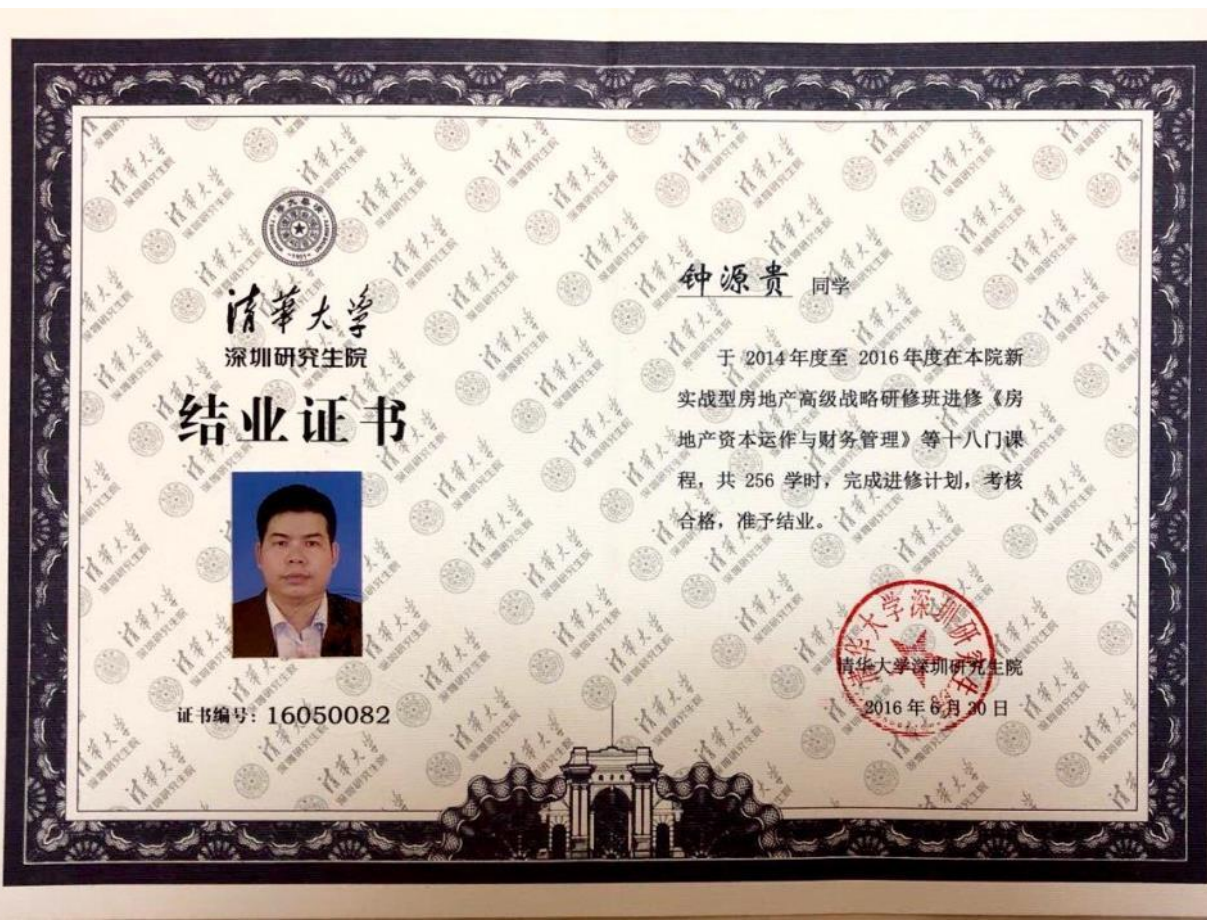 清华大学
深圳研究生院
结业证书
证书编号：16050082
钟源贵 同学
于 2014 年度至 2016 年度在本院新
实战型房地产高级战略研修班进修《房
地产资本运作与财务管理》等十八门课
程，共 256 学时，完成进修计划，考核
合格，准予结业。
清华大学深圳研究生院
2016 年 6 月 30 日